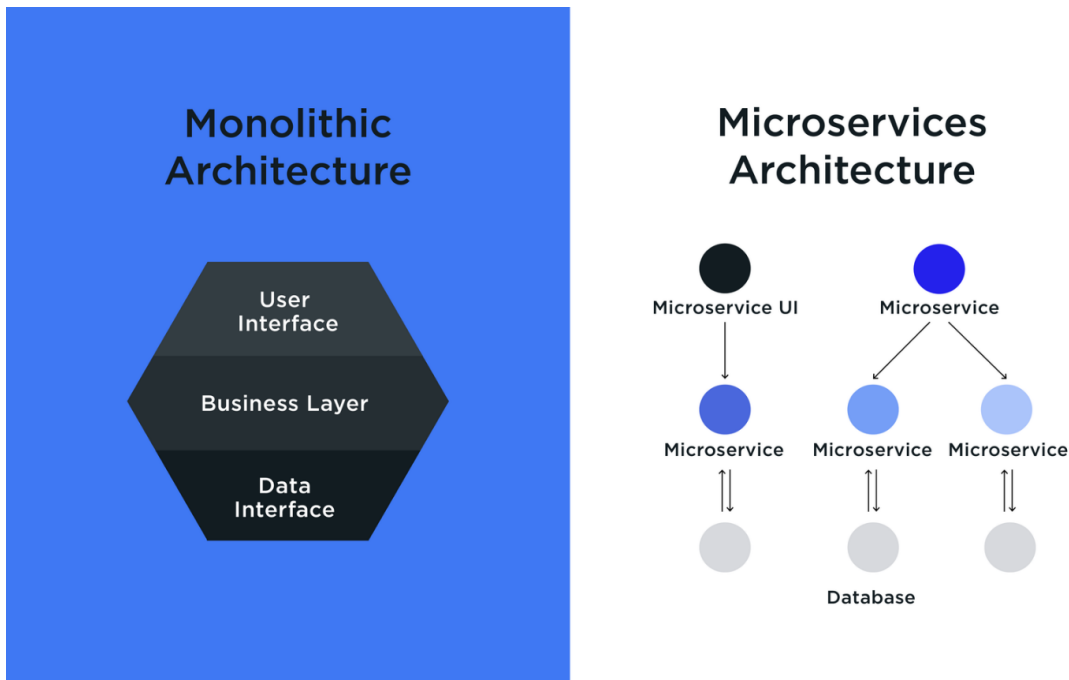 Monolithic
Architecture
User
Interface
Business Layer
Data
Interface
Microservices
Architecture
Microservice UI
Microservice
Microservice
Microservice
Microservice
Database